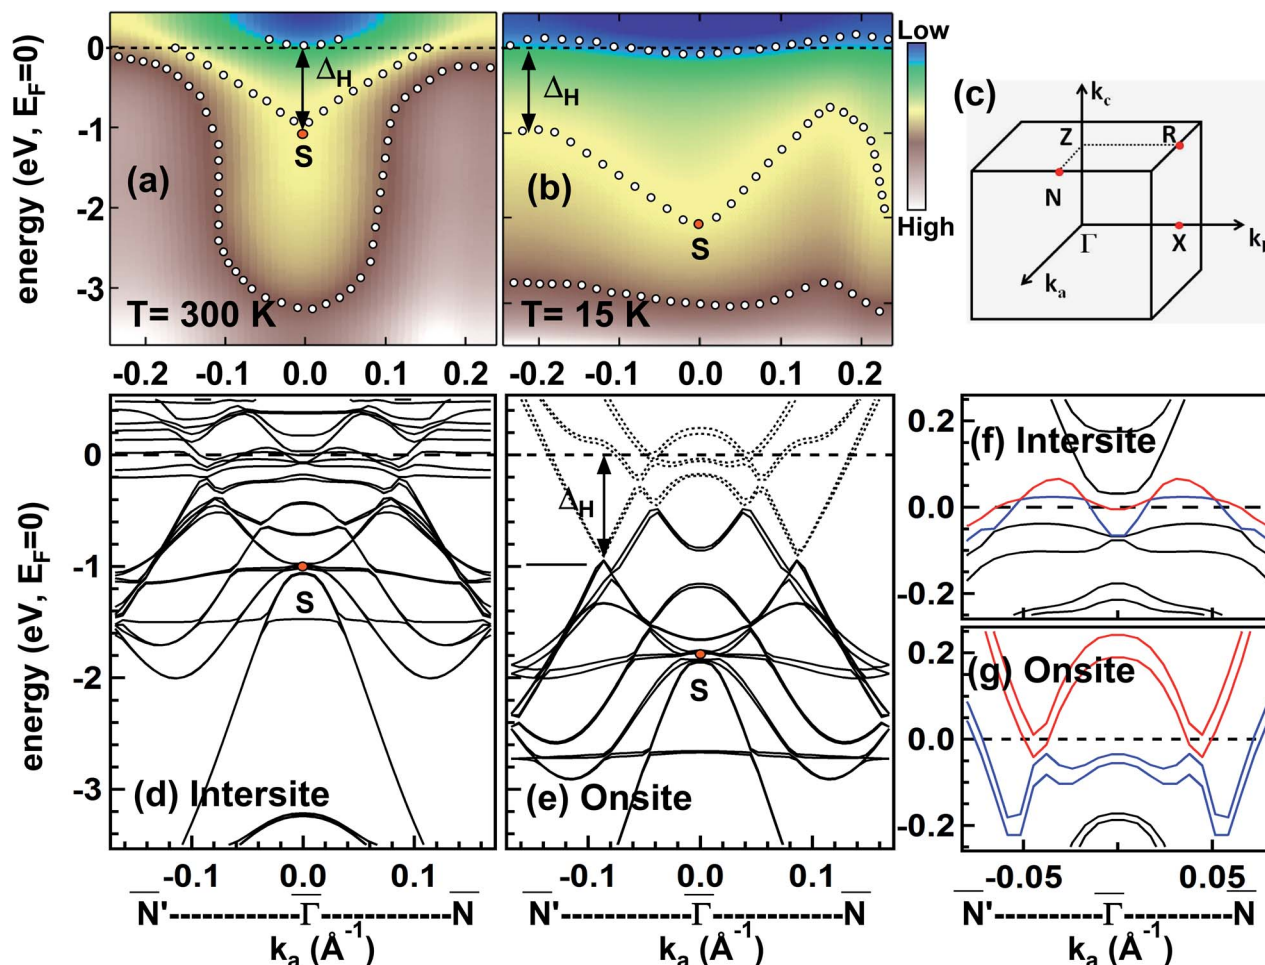 energy (eV, E_F=0)
0
-1
-2
-3
Δ_H
S
(a)
T= 300 K
-0.2 -0.1 0.0 0.1
Δ_H
S
(b)
T= 15 K
-0.2 -0.1 0.0 0.1 0.2
Low
High
(c)
k_c
Z
R
N
Γ
X
k_a
energy (eV, E_F=0)
0
-1
-2
-3
S
(d) Intersite
-0.1 0.0 0.1
N'------------Γ------------N
k_a (Å⁻¹)
Δ_H
S
(e) Onsite
-0.1 0.0 0.1
N'------------Γ------------N
k_a (Å⁻¹)
0.2
0.0
-0.2
(f) Intersite
0.2
0.0
-0.2
(g) Onsite
-0.05 0.05
N'----------Γ----------N
k_a (Å⁻¹)